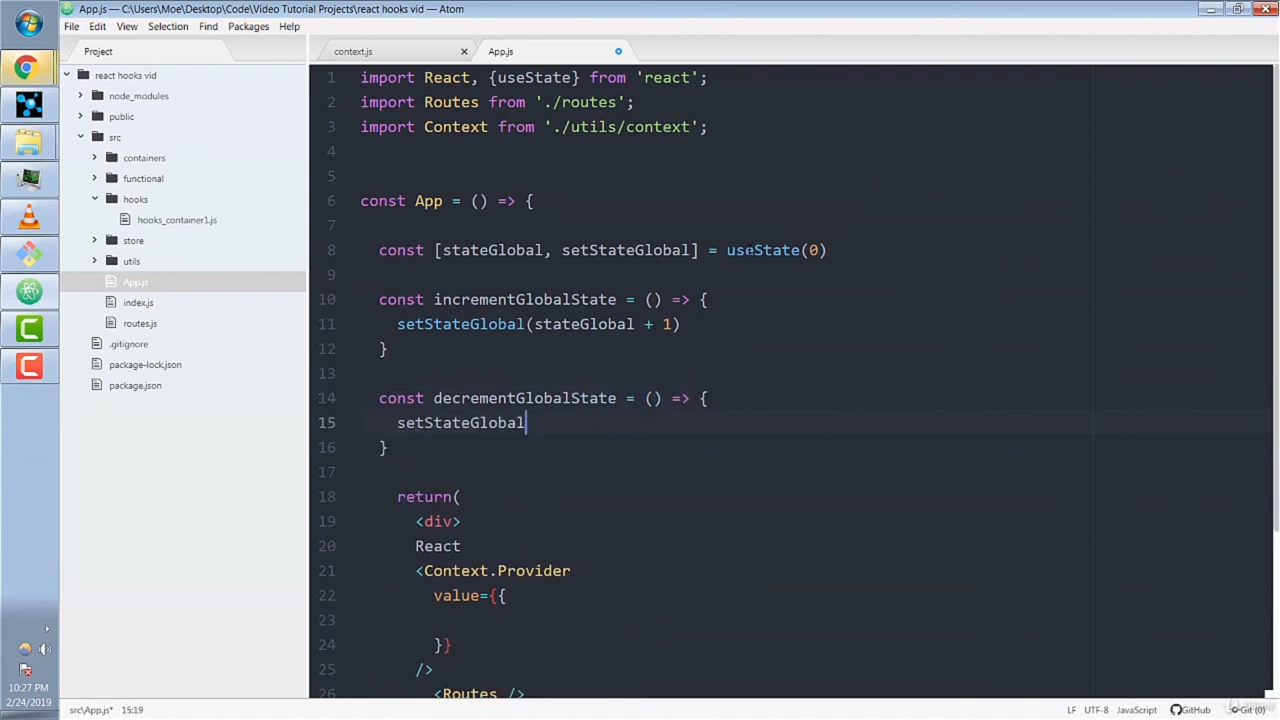 App.js — C:\Users\Moe\Desktop\Code\Video Tutorial Projects\react hooks vid — Atom
File Edit View Selection Find Packages Help
Project
context.js
App.js
react hooks vid
node_modules
public
src
containers
functional
hooks
hooks_container1.js
store
utils
App.js
index.js
routes.js
.gitignore
package-lock.json
package.json
1 import React, {useState} from 'react';
2 import Routes from './routes';
3 import Context from './utils/context';
4
5
6 const App = () => {
7
8 const [stateGlobal, setStateGlobal] = useState(0)
9
10 const incrementGlobalState = () => {
11 setStateGlobal(stateGlobal + 1)
12 }
13
14 const decrementGlobalState = () => {
15 setStateGlobal
16 }
17
18 return(
19 <div>
20 React
21 <Context.Provider
22 value={{
23
24 }}
25 />
26 <Routes />
10:27 PM
2/24/2019
src\App.js* 15:19
LF UTF-8 JavaScript GitHub Git (0)